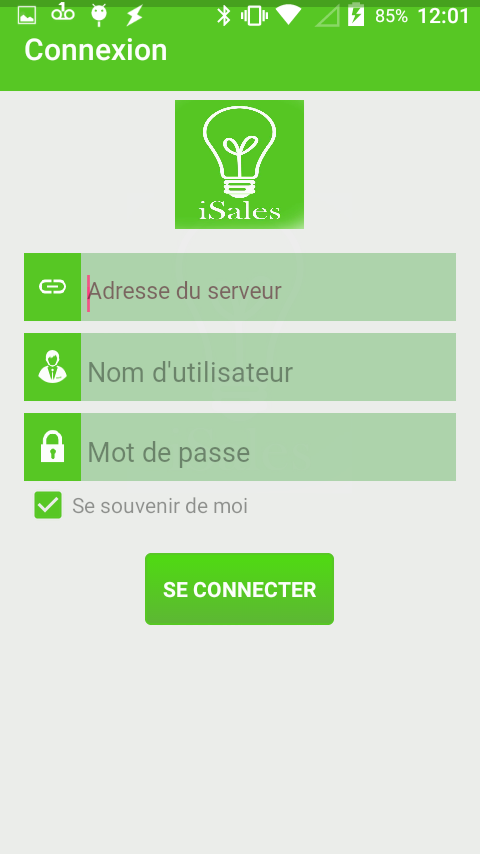 85% 12:01
Connexion
iSales
Adresse du serveur
Nom d'utilisateur
Mot de passe
Se souvenir de moi
SE CONNECTER